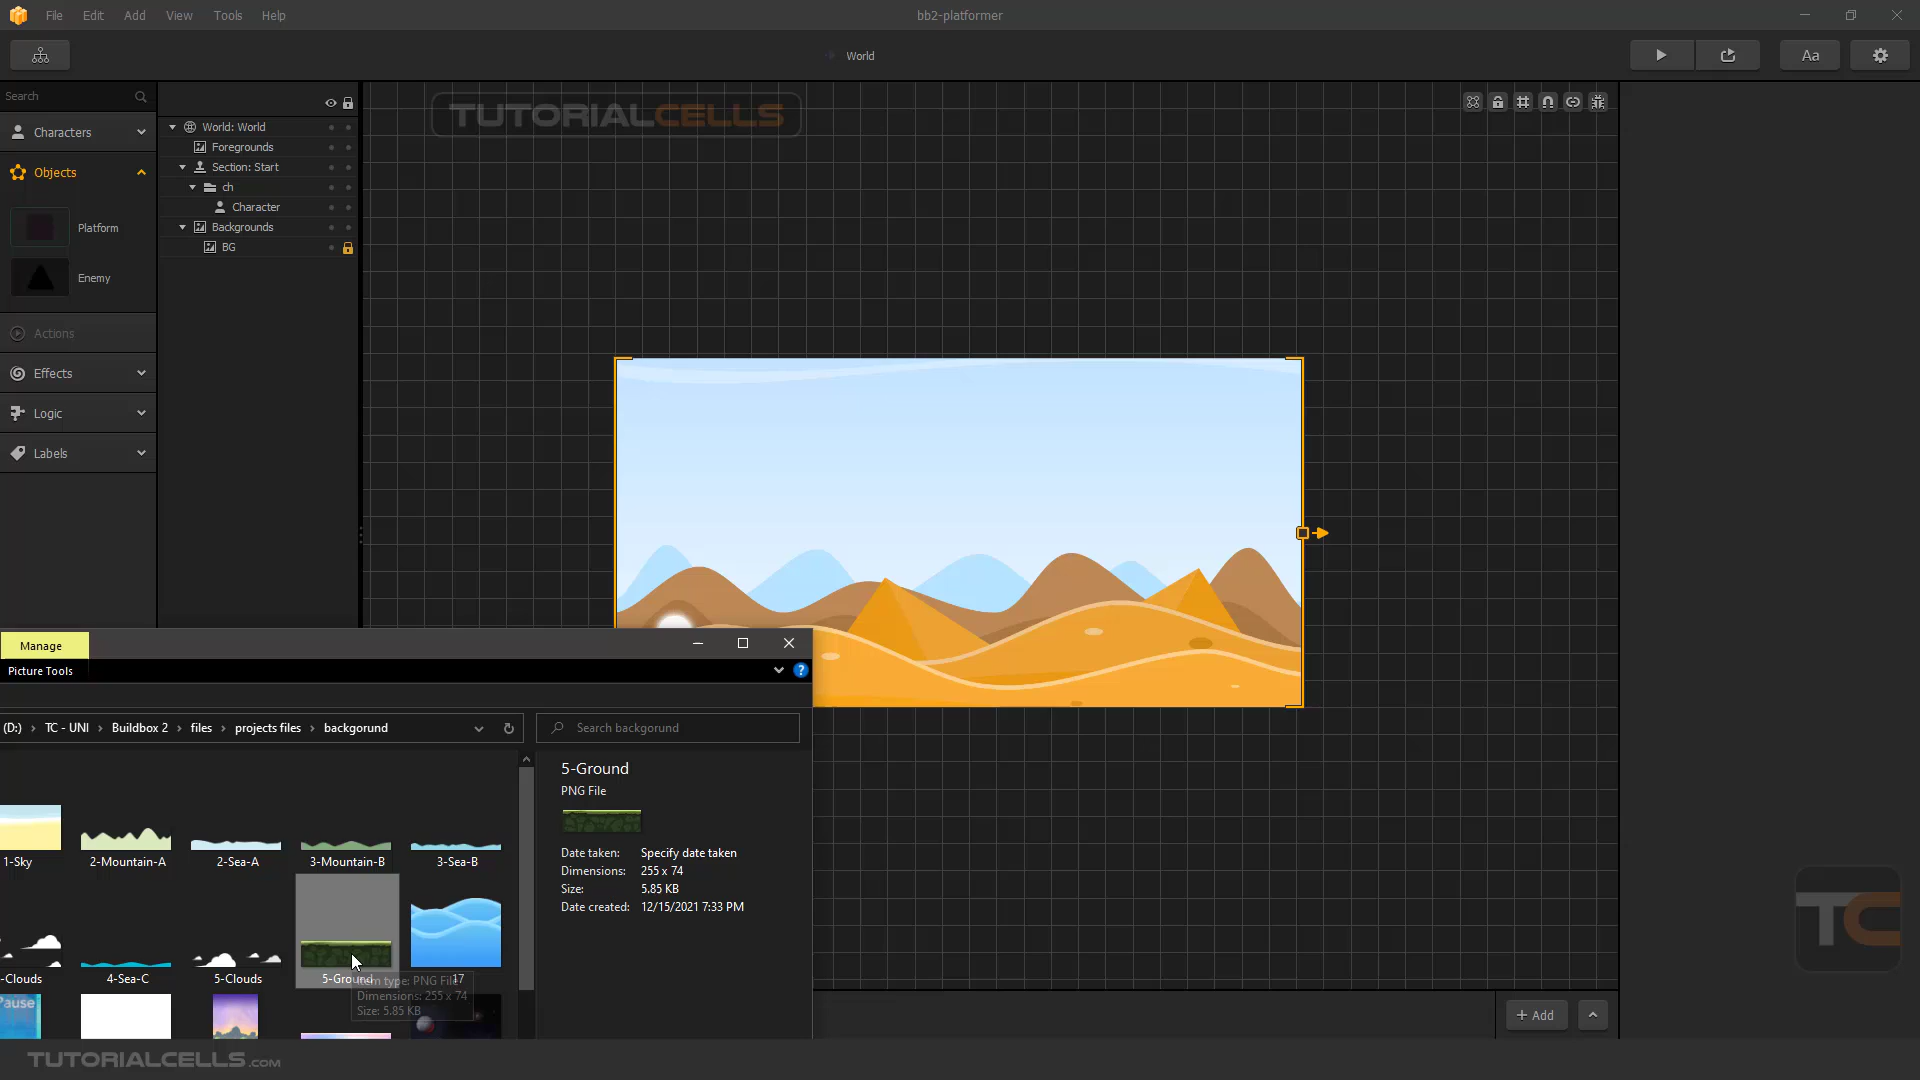 File Edit Add View Tools Help
bb2-platformer
World
Aa
Search
TUTORIALCELLS
Characters
World: World
Foregrounds
Objects
Section: Start
ch
Character
Platform
Backgrounds
BG
Enemy
Actions
Effects
Logic
Labels
Manage
Picture Tools
(D:) › TC - UNI › Buildbox 2 › files › projects files › backgorund
Search backgorund
5-Ground
PNG File
1-Sky 2-Mountain-A 2-Sea-A 3-Mountain-B 3-Sea-B
Date taken: Specify date taken
Dimensions: 255 x 74
Size: 5.85 KB
Date created: 12/15/2021 7:33 PM
TC
-Clouds 4-Sea-C 5-Clouds 5-Ground 17
Item type: PNG File
Dimensions: 255 x 74
Size: 5.85 KB
Pause
+ Add
TUTORIALCELLS.COM